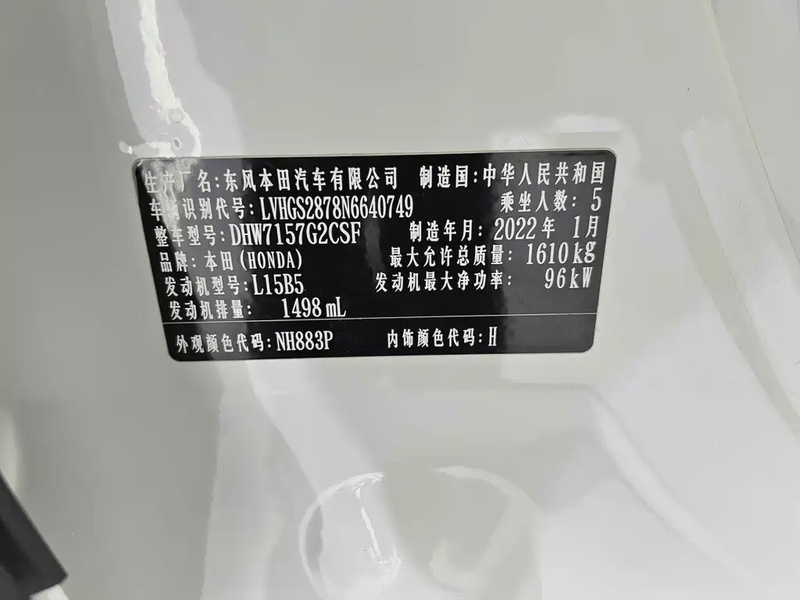 生产厂名:东风本田汽车有限公司 制造国:中华人民共和国
车辆识别代号:LVHGS2878N6640749 乘坐人数:5
整车型号:DHW7157G2CSF 制造年月:2022年 1月
品牌:本田(HONDA) 最大允许总质量:1610kg
发动机型号:L15B5 发动机最大净功率:96kW
发动机排量:1498mL
外观颜色代码:NH883P 内饰颜色代码:H